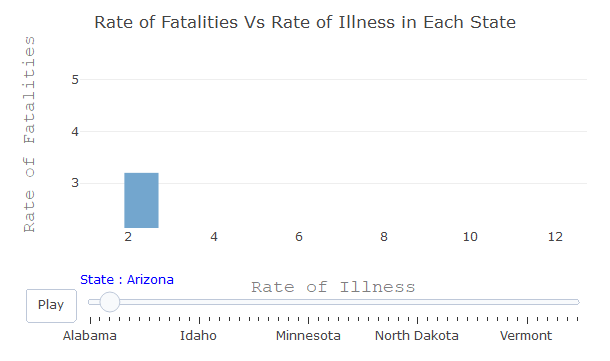 Rate of Fatalities Vs Rate of Illness in Each State
Rate of Fatalities
5
4
3
2 4 6 8 10 12
State : Arizona
Rate of Illness
Play
Alabama Idaho Minnesota North Dakota Vermont